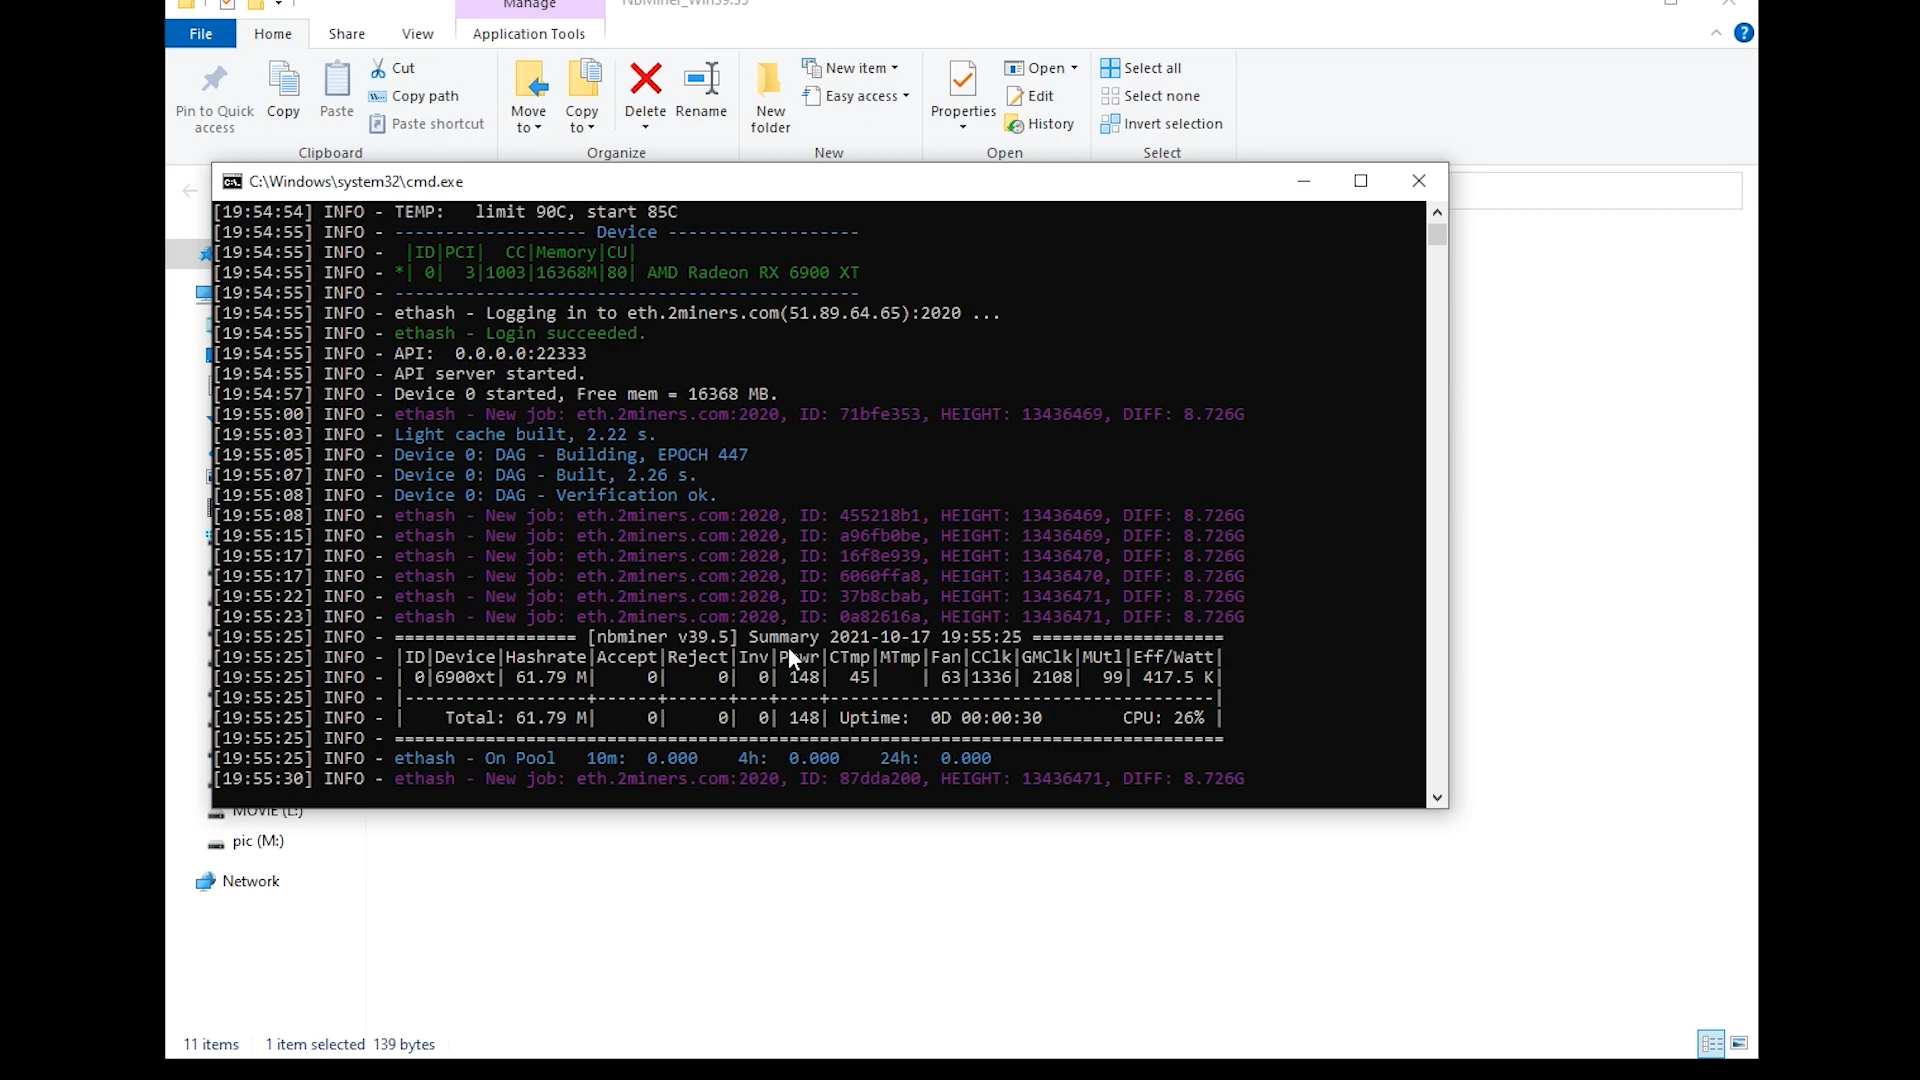 Manage
NBMiner_Win39.55
File
Home
Share
View
Application Tools
Pin to Quick access
Copy
Paste
Cut
Copy path
Paste shortcut
Clipboard
Move to
Copy to
Delete
Rename
Organize
New folder
New item
Easy access
New
Properties
Open
Edit
History
Open
Select all
Select none
Invert selection
Select
C:\Windows\system32\cmd.exe
[19:54:54] INFO - TEMP:   limit 90C, start 85C
[19:54:55] INFO - ------------------- Device -------------------
[19:54:55] INFO -  |ID|PCI|  CC|Memory|CU|
[19:54:55] INFO - *| 0|  3|1003|16368M|80| AMD Radeon RX 6900 XT
[19:54:55] INFO - ----------------------------------------------
[19:54:55] INFO - ethash - Logging in to eth.2miners.com(51.89.64.65):2020 ...
[19:54:55] INFO - ethash - Login succeeded.
[19:54:55] INFO - API:  0.0.0.0:22333
[19:54:55] INFO - API server started.
[19:54:57] INFO - Device 0 started, Free mem = 16368 MB.
[19:55:00] INFO - ethash - New job: eth.2miners.com:2020, ID: 71bfe353, HEIGHT: 13436469, DIFF: 8.726G
[19:55:03] INFO - Light cache built, 2.22 s.
[19:55:05] INFO - Device 0: DAG - Building, EPOCH 447
[19:55:07] INFO - Device 0: DAG - Built, 2.26 s.
[19:55:08] INFO - Device 0: DAG - Verification ok.
[19:55:08] INFO - ethash - New job: eth.2miners.com:2020, ID: 455218b1, HEIGHT: 13436469, DIFF: 8.726G
[19:55:15] INFO - ethash - New job: eth.2miners.com:2020, ID: a96fb0be, HEIGHT: 13436469, DIFF: 8.726G
[19:55:17] INFO - ethash - New job: eth.2miners.com:2020, ID: 16f8e939, HEIGHT: 13436470, DIFF: 8.726G
[19:55:17] INFO - ethash - New job: eth.2miners.com:2020, ID: 6060ffa8, HEIGHT: 13436470, DIFF: 8.726G
[19:55:22] INFO - ethash - New job: eth.2miners.com:2020, ID: 37b8cbab, HEIGHT: 13436471, DIFF: 8.726G
[19:55:23] INFO - ethash - New job: eth.2miners.com:2020, ID: 0a82616a, HEIGHT: 13436471, DIFF: 8.726G
[19:55:25] INFO - ================== [nbminer v39.5] Summary 2021-10-17 19:55:25 ===================
[19:55:25] INFO - |ID|Device|Hashrate|Accept|Reject|Inv|Powr|CTmp|MTmp|Fan|CClk|GMClk|MUtl|Eff/Watt|
[19:55:25] INFO - | 0|6900xt| 61.79 M|     0|     0|  0| 148|  45|    | 63|1336| 2108|  99| 417.5 K|
[19:55:25] INFO - |------------------+------+------+---+----+--------------------------------------|
[19:55:25] INFO - |    Total: 61.79 M|     0|     0|  0| 148| Uptime:  0D 00:00:30        CPU: 26% |
[19:55:25] INFO - ==================================================================================
[19:55:25] INFO - ethash - On Pool   10m:  0.000    4h:  0.000    24h:  0.000
[19:55:30] INFO - ethash - New job: eth.2miners.com:2020, ID: 87dda200, HEIGHT: 13436471, DIFF: 8.726G
MOVIE (L:)
pic (M:)
Network
11 items
1 item selected 139 bytes